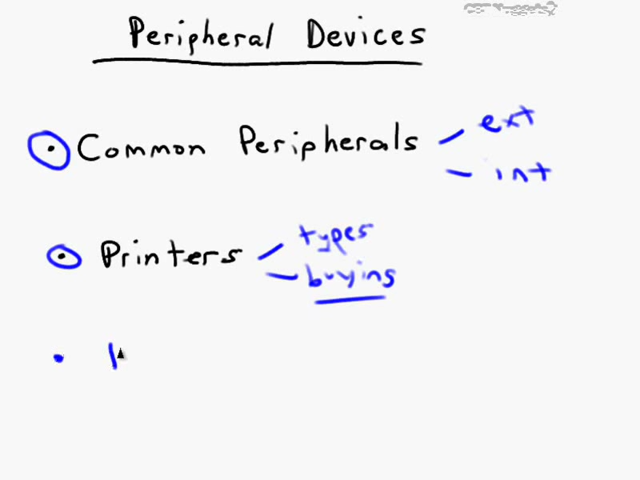 Peripheral Devices
• Common Peripherals – ext
– int
• Printers – types
– buying
•